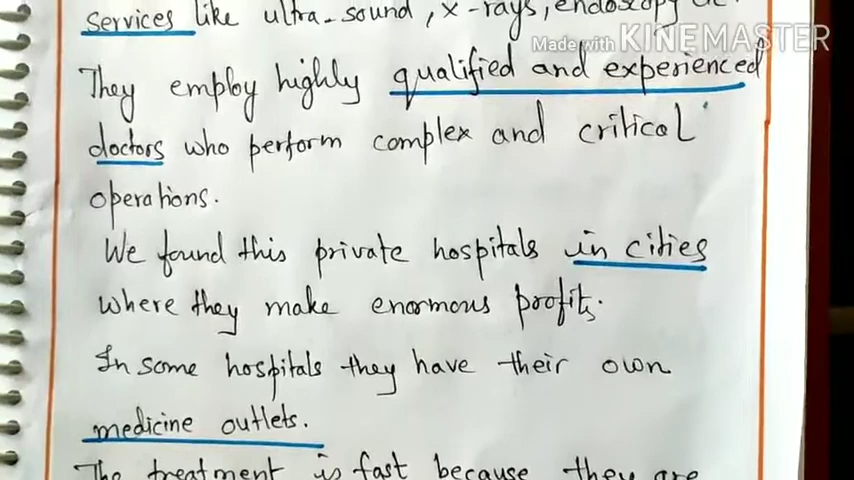 services like ultra-sound, x-rays, endoscopy etc.
Made with KINEMASTER
They employ highly qualified and experienced
doctors who perform complex and critical
operations.
We found this private hospitals in cities
where they make enormous profits.
In some hospitals they have their own
medicine outlets.
The treatment is fast because they are